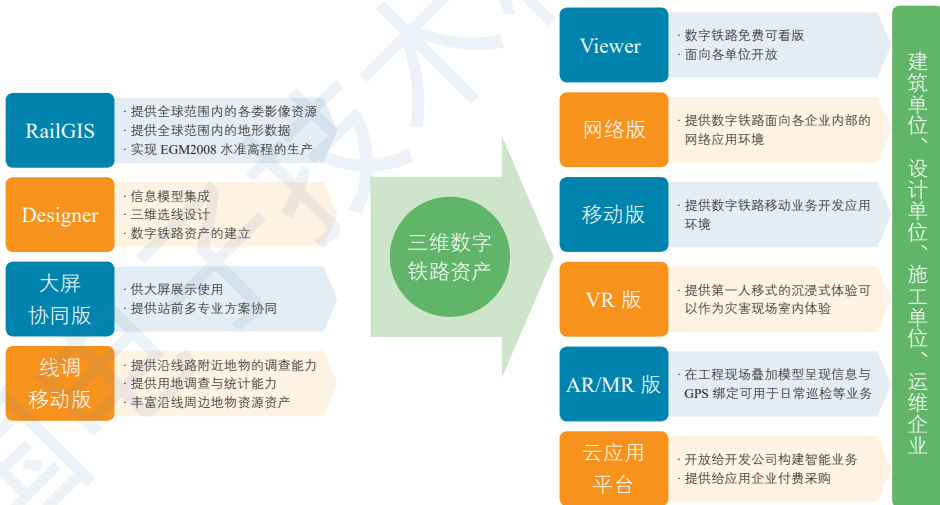 RailGIS
· 提供全球范围内的各类影像资源
· 提供全球范围内的地形数据
· 实现 EGM2008 水准高程的生产
Designer
· 信息模型集成
· 三维选线设计
· 数字铁路资产的建立
大屏
协同版
· 供大屏展示使用
· 提供站前多专业方案协同
线调
移动版
· 提供沿线路附近地物的调查能力
· 提供用地调查与统计能力
· 丰富沿线周边地物资源资产
三维数字
铁路资产
Viewer
· 数字铁路免费可看版
· 面向各单位开放
网络版
· 提供数字铁路面向各企业内部的
网络应用环境
移动版
· 提供数字铁路移动业务开发应用
环境
VR 版
· 提供第一人移式的沉浸式体验可
以作为灾害现场室内体验
AR/MR 版
· 在工程现场叠加模型呈现信息与
GPS 绑定可用于日常巡检等业务
云应用
平台
· 开放给开发公司构建智能业务
· 提供给应用企业付费采购
建筑单位、设计单位、施工单位、运维企业